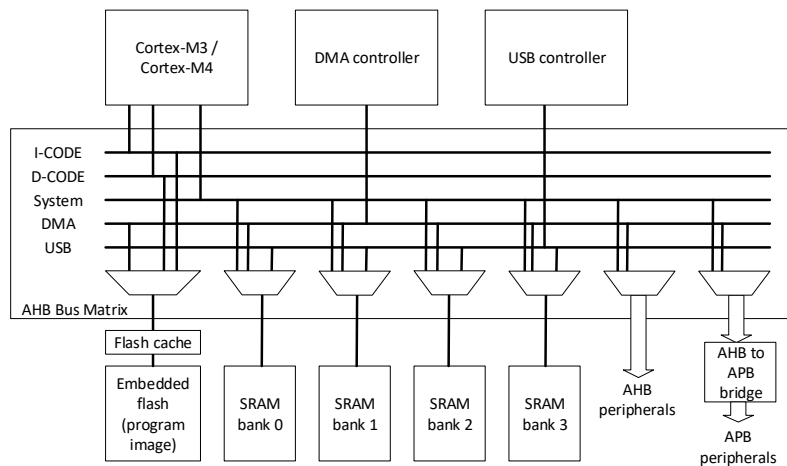 Cortex-M3 /
Cortex-M4
DMA controller
USB controller
I-CODE
D-CODE
System
DMA
USB
AHB Bus Matrix
Flash cache
Embedded
flash
(program
image)
SRAM
bank 0
SRAM
bank 1
SRAM
bank 2
SRAM
bank 3
AHB
peripherals
AHB to
APB
bridge
APB
peripherals